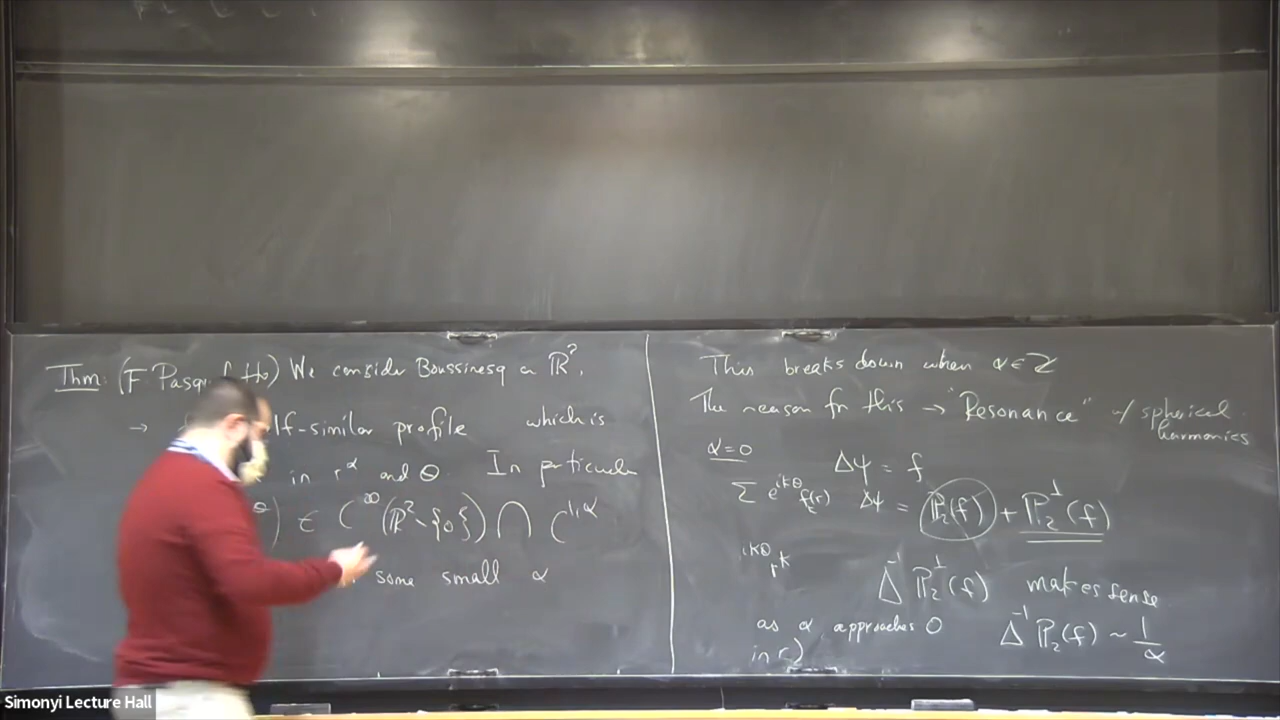 Thm: (F. Pasqu Ho) We consider Boussinesq on ℝ².
→ lf-similar profile which is
in r^α and θ. In particular
θ) ∈ C^∞(ℝ²-{0}) ∩ C^{1,α}
some small α
This breaks down when α∈ℤ
The reason for this → "Resonance" w/ spherical harmonics
α=0
Δψ = f
Σ e^{ikθ} f_k(r) Δψ = ℙ₂(f) + ℙ₂^⊥(f)
ikθ r^k
Δ^{-1} ℙ₂^⊥(f) makes sense
as α approaches 0 Δ^{-1} ℙ₂(f) ~ 1/α
in r)
Simonyi Lecture Hall